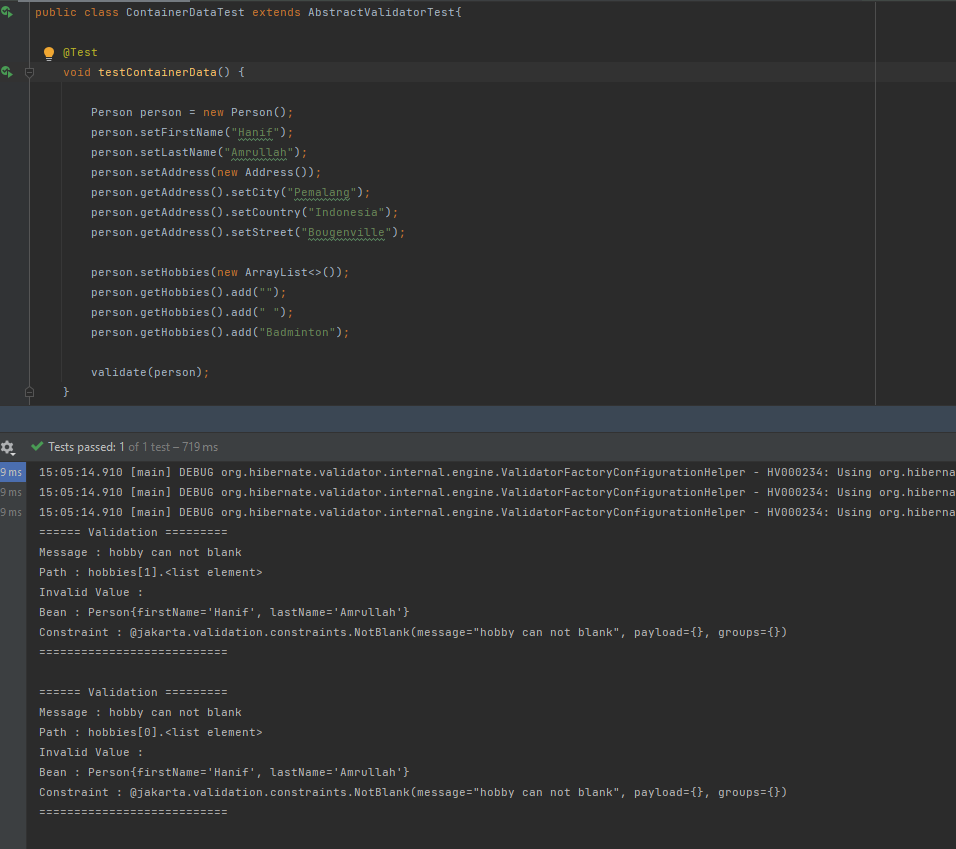 public class ContainerDataTest extends AbstractValidatorTest{
@Test
void testContainerData() {
Person person = new Person();
person.setFirstName("Hanif");
person.setLastName("Amrullah");
person.setAddress(new Address());
person.getAddress().setCity("Pemalang");
person.getAddress().setCountry("Indonesia");
person.getAddress().setStreet("Bougenville");
person.setHobbies(new ArrayList<>());
person.getHobbies().add("");
person.getHobbies().add(" ");
person.getHobbies().add("Badminton");
validate(person);
}
Tests passed: 1 of 1 test – 719 ms
9 ms 15:05:14.910 [main] DEBUG org.hibernate.validator.internal.engine.ValidatorFactoryConfigurationHelper - HV000234: Using org.hiberna
9 ms 15:05:14.910 [main] DEBUG org.hibernate.validator.internal.engine.ValidatorFactoryConfigurationHelper - HV000234: Using org.hiberna
9 ms 15:05:14.910 [main] DEBUG org.hibernate.validator.internal.engine.ValidatorFactoryConfigurationHelper - HV000234: Using org.hiberna
====== Validation =========
Message : hobby can not blank
Path : hobbies[1].<list element>
Invalid Value :
Bean : Person{firstName='Hanif', lastName='Amrullah'}
Constraint : @jakarta.validation.constraints.NotBlank(message="hobby can not blank", payload={}, groups={})
===========================
====== Validation =========
Message : hobby can not blank
Path : hobbies[0].<list element>
Invalid Value :
Bean : Person{firstName='Hanif', lastName='Amrullah'}
Constraint : @jakarta.validation.constraints.NotBlank(message="hobby can not blank", payload={}, groups={})
===========================